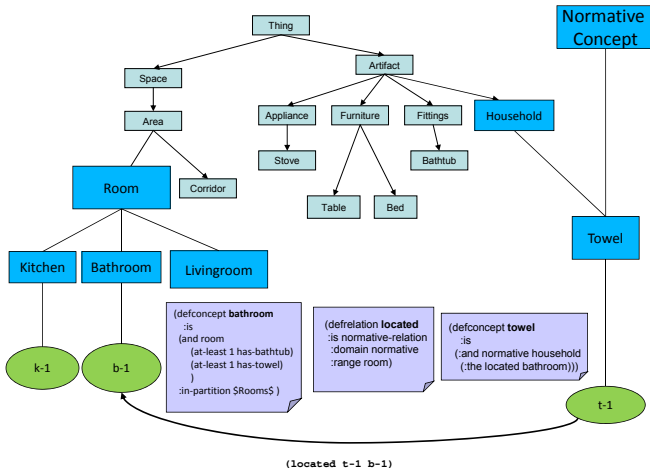 Thing
Normative
Concept
Space
Artifact
Area
Appliance
Furniture
Fittings
Household
Stove
Bathtub
Room
Corridor
Table
Bed
Towel
Kitchen
Bathroom
Livingroom
(defconcept bathroom
:is
(and room
(at-least 1 has-bathtub)
(at-least 1 has-towel)
)
:in-partition $Rooms$ )
(defrelation located
:is normative-relation
:domain normative
:range room)
(defconcept towel
:is
(:and normative household
(:the located bathroom)))
k-1
b-1
t-1
(located t-1 b-1)